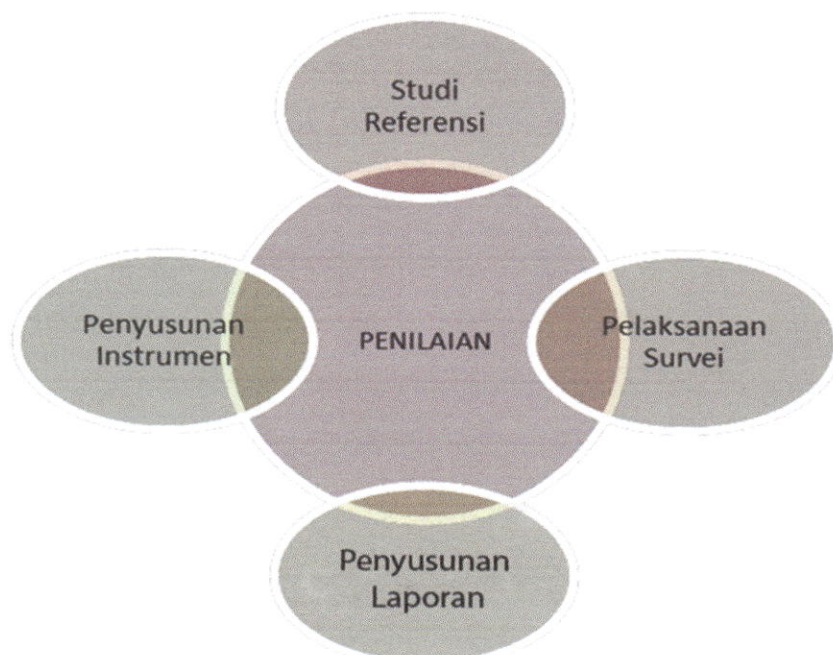 Studi
Referensi
Penyusunan
Instrumen
PENILAIAN
Pelaksanaan
Survei
Penyusunan
Laporan